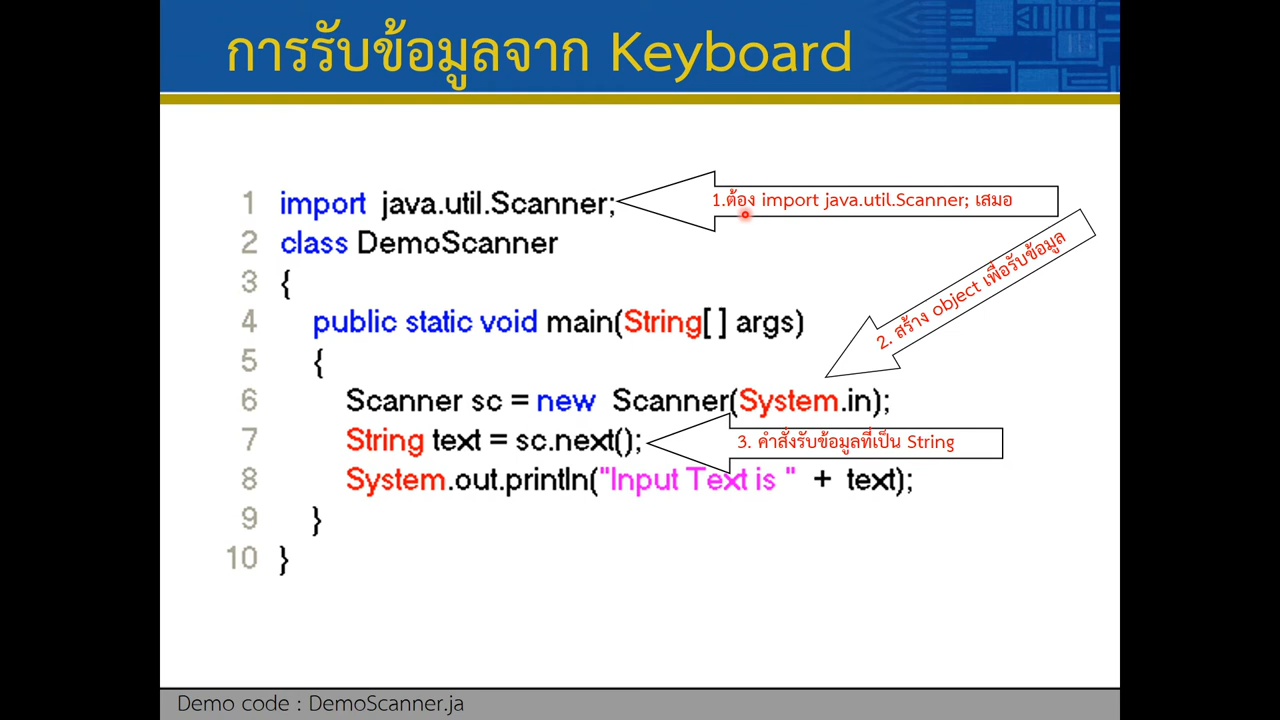 การรับข้อมูลจาก Keyboard
1 import java.util.Scanner;
1.ต้อง import java.util.Scanner; เสมอ
2 class DemoScanner
3 {
2. สร้าง object เพื่อรับข้อมูล
4 public static void main(String[ ] args)
5 {
6 Scanner sc = new Scanner(System.in);
7 String text = sc.next();
3. คำสั่งรับข้อมูลที่เป็น String
8 System.out.println("Input Text is " + text);
9 }
10 }
Demo code : DemoScanner.ja